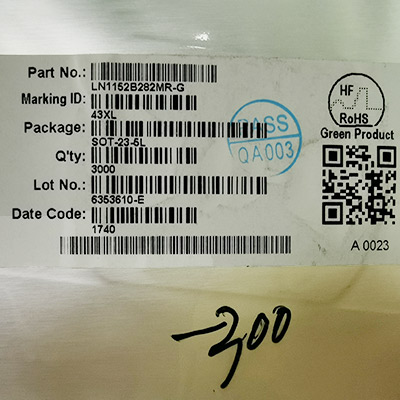 Part No.:
LN1152B282MR-G
Marking ID:
43XL
Package:
SOT-23-5L
Q'ty:
3000
Lot No.:
6353610-E
Date Code:
1740
PASS
QA003
HF
RoHS
Green Product
A 0023
-300